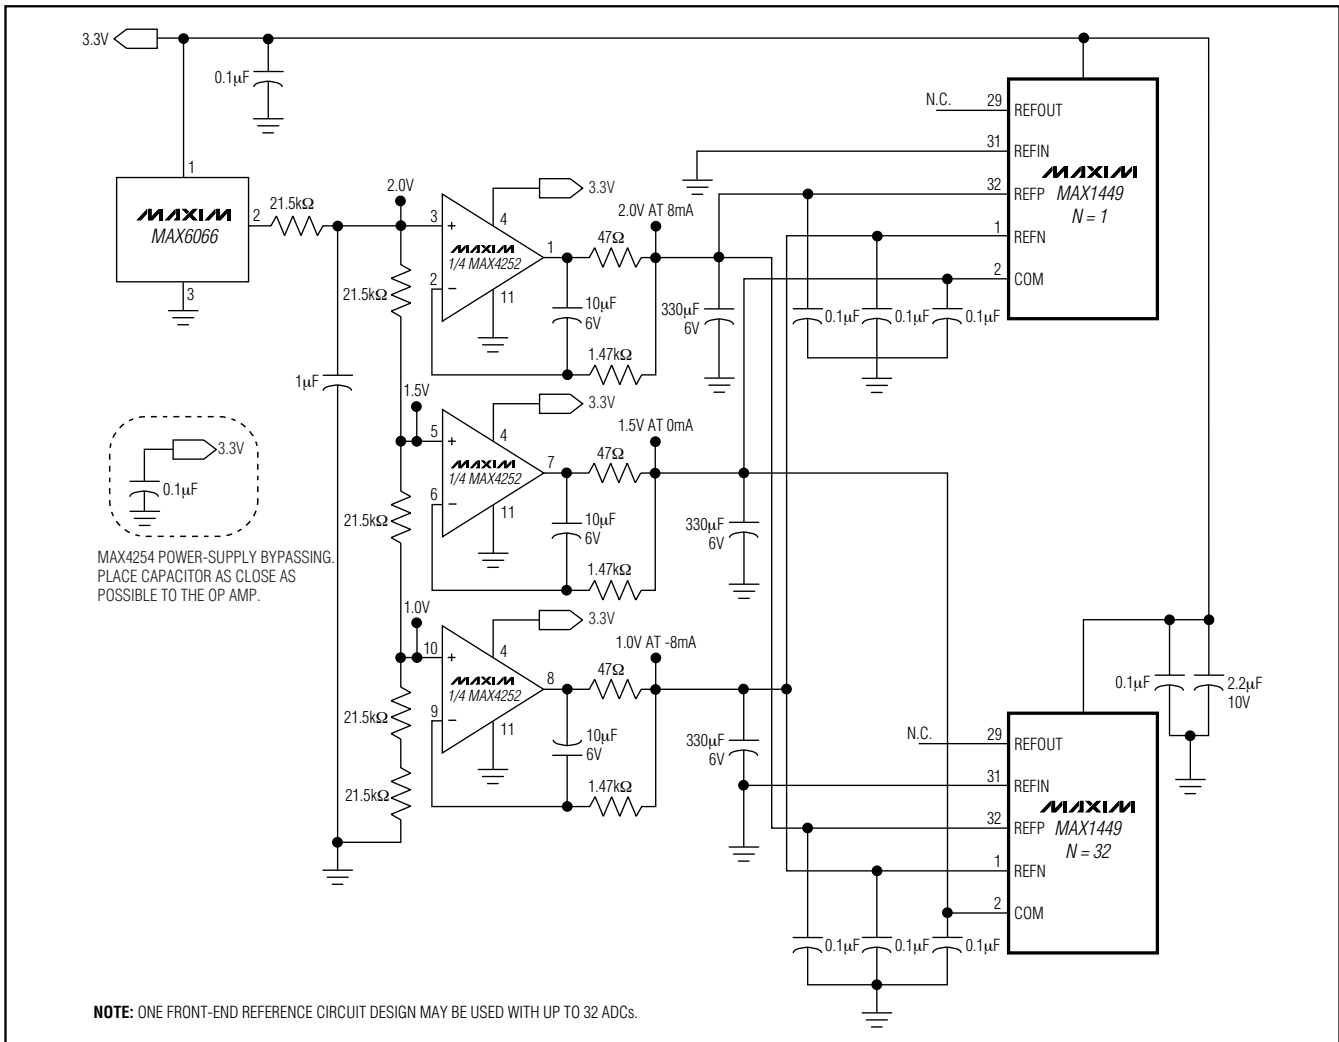 3.3V
0.1µF
N.C.
29
REFOUT
31
REFIN
32
REFP
1
REFN
2
COM
MAXIM
MAX1449
N = 1
1
MAXIM
MAX6066
2
3
21.5kΩ
2.0V
21.5kΩ
1µF
3
+
2
−
MAXIM
1/4 MAX4252
4
3.3V
11
1
47Ω
2.0V AT 8mA
10µF
6V
1.47kΩ
330µF
6V
0.1µF
0.1µF
0.1µF
1.5V
5
+
6
−
MAXIM
1/4 MAX4252
4
3.3V
11
7
47Ω
1.5V AT 0mA
10µF
6V
1.47kΩ
330µF
6V
21.5kΩ
3.3V
0.1µF
MAX4254 POWER-SUPPLY BYPASSING.
PLACE CAPACITOR AS CLOSE AS
POSSIBLE TO THE OP AMP.
1.0V
10
+
9
−
MAXIM
1/4 MAX4252
4
3.3V
11
8
47Ω
1.0V AT -8mA
10µF
6V
1.47kΩ
330µF
6V
21.5kΩ
21.5kΩ
0.1µF
2.2µF
10V
N.C.
29
REFOUT
31
REFIN
32
REFP
1
REFN
2
COM
MAXIM
MAX1449
N = 32
0.1µF
0.1µF
0.1µF
NOTE: ONE FRONT-END REFERENCE CIRCUIT DESIGN MAY BE USED WITH UP TO 32 ADCs.